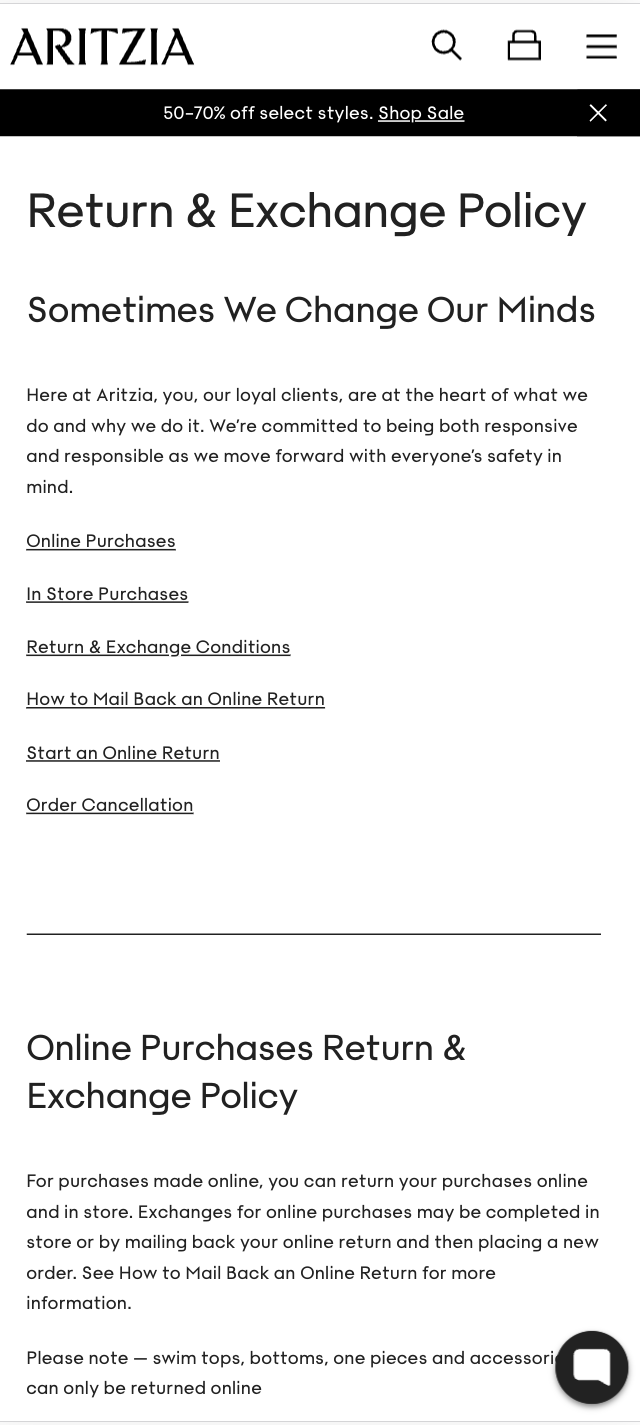 ARITZIA
50–70% off select styles. Shop Sale
Return & Exchange Policy
Sometimes We Change Our Minds
Here at Aritzia, you, our loyal clients, are at the heart of what we
do and why we do it. We’re committed to being both responsive
and responsible as we move forward with everyone’s safety in
mind.
Online Purchases
In Store Purchases
Return & Exchange Conditions
How to Mail Back an Online Return
Start an Online Return
Order Cancellation
Online Purchases Return &
Exchange Policy
For purchases made online, you can return your purchases online
and in store. Exchanges for online purchases may be completed in
store or by mailing back your online return and then placing a new
order. See How to Mail Back an Online Return for more
information.
Please note — swim tops, bottoms, one pieces and
can only be returned online